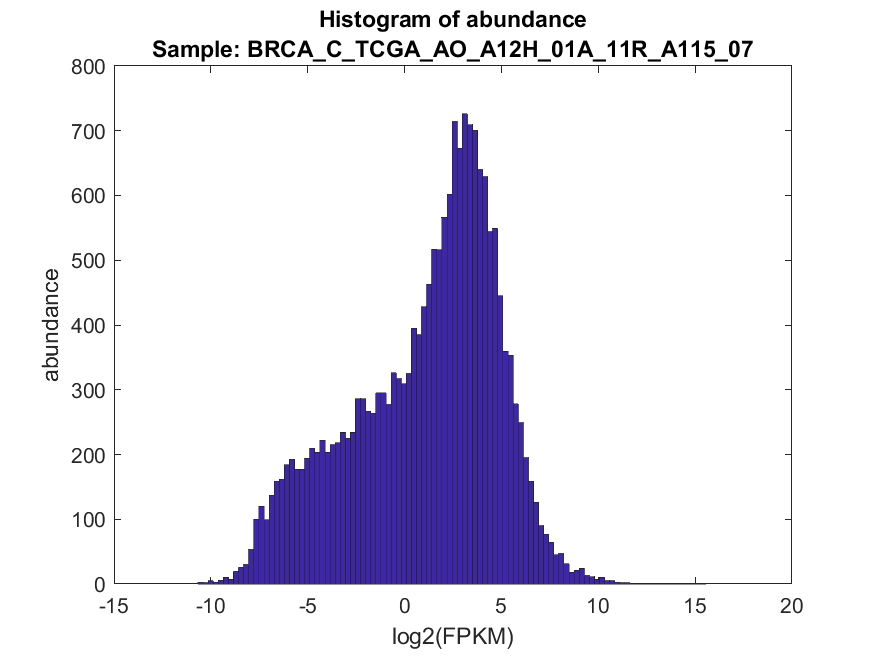 Histogram of abundance
Sample: BRCA_C_TCGA_AO_A12H_01A_11R_A115_07
800
700
600
500
400
300
200
100
0
abundance
-15 -10 -5 0 5 10 15 20
log2(FPKM)